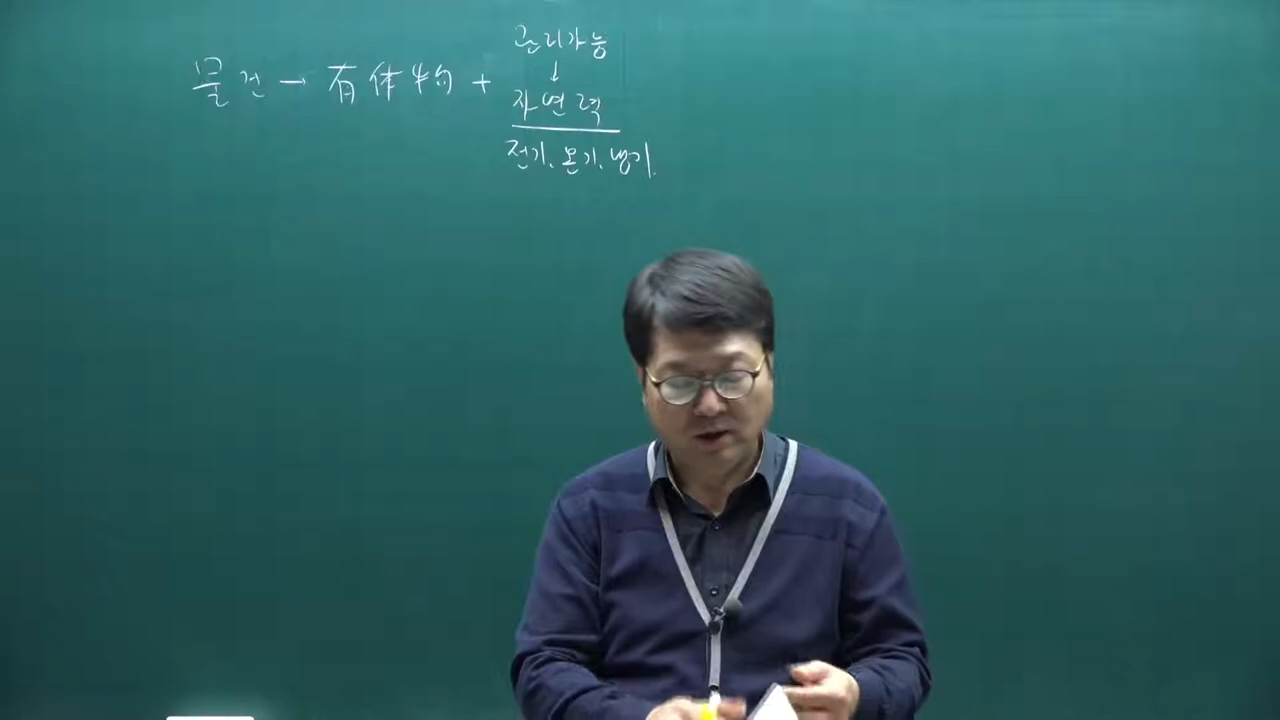 관리가능
↓
물건 → 有体物 + 자연력
전기、온기、냉기.